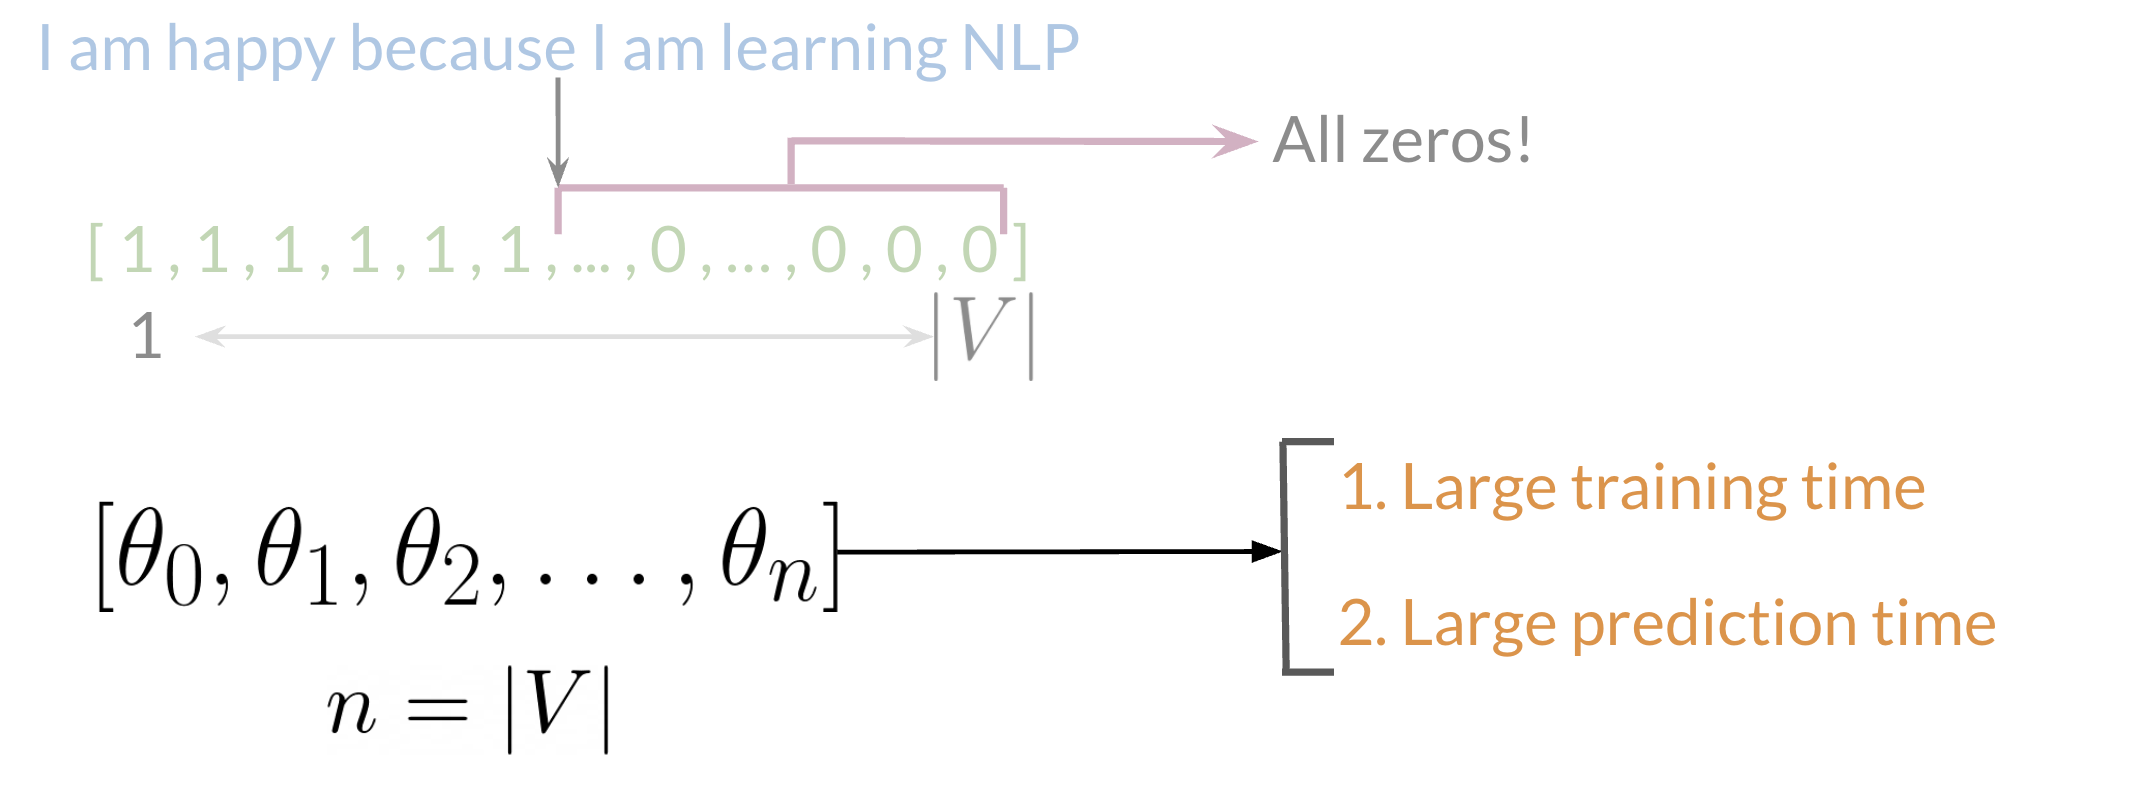 I am happy because I am learning NLP
All zeros!
[ 1 , 1 , 1 , 1 , 1 , 1 , ... , 0 , ... , 0 , 0 , 0 ]
1 |V|
[θ₀, θ₁, θ₂, . . . , θₙ]
1. Large training time
2. Large prediction time
n = |V|